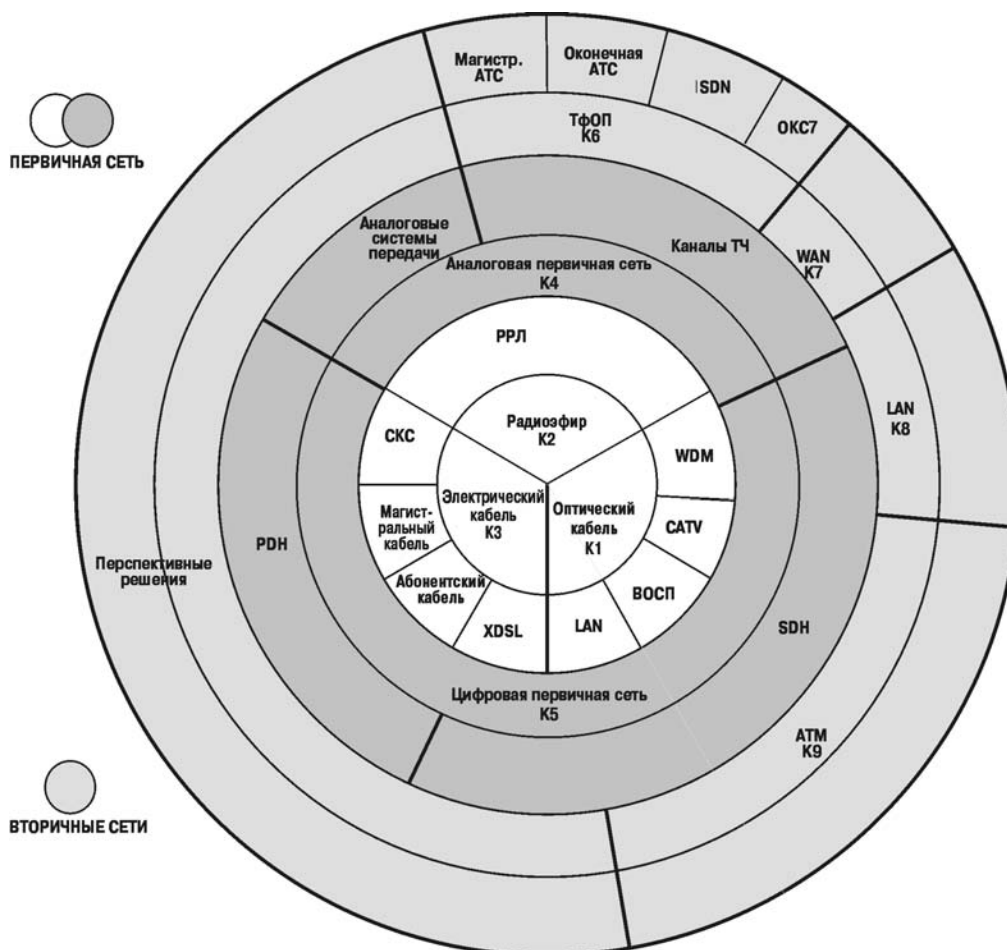 Магистр.
АТС
Оконечная
АТС
ISDN
ОКС7
ТфОП
К6
ПЕРВИЧНАЯ СЕТЬ
Аналоговые
системы
передачи
Каналы ТЧ
WAN
К7
Аналоговая первичная сеть
К4
РРЛ
LAN
К8
Радиоэфир
К2
СКС
WDM
Электрический
кабель
К3
Оптический
кабель
К1
Магист-
ральный
кабель
CATV
PDH
Перспективные
решения
Абонентский
кабель
ВОСП
XDSL
LAN
SDH
Цифровая первичная сеть
К5
ATM
К9
ВТОРИЧНЫЕ СЕТИ